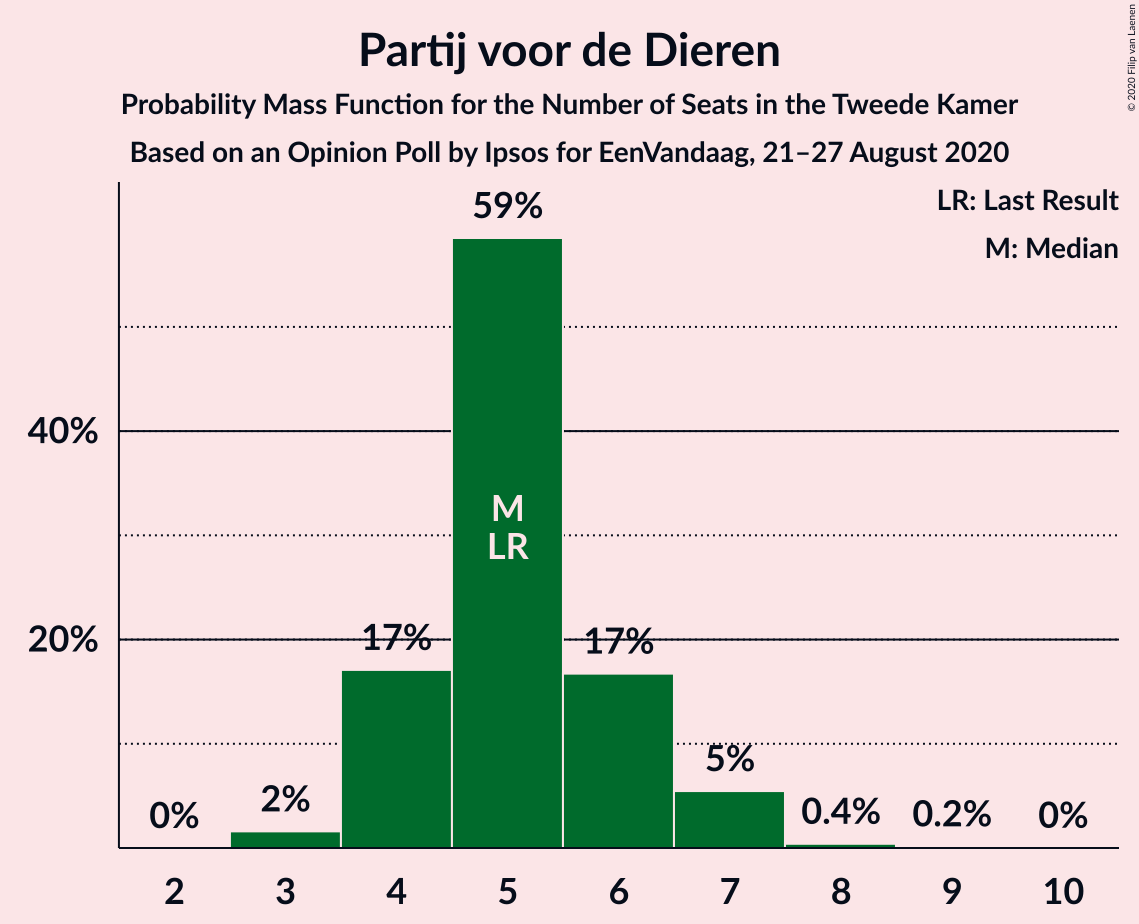 Partij voor de Dieren
Probability Mass Function for the Number of Seats in the Tweede Kamer
Based on an Opinion Poll by Ipsos for EenVandaag, 21–27 August 2020
© 2020 Filip van Laenen
LR: Last Result
M: Median
59%
40%
M
LR
20%
17%
17%
5%
2%
0%
0.4%
0.2%
0%
2 3 4 5 6 7 8 9 10